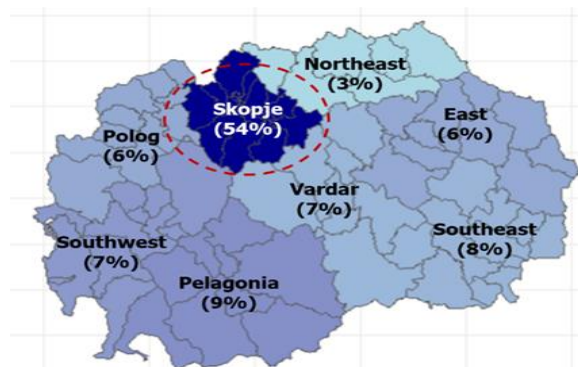 Northeast
(3%)
Skopje
(54%)
East
(6%)
Polog
(6%)
Vardar
(7%)
Southwest
(7%)
Southeast
(8%)
Pelagonia
(9%)